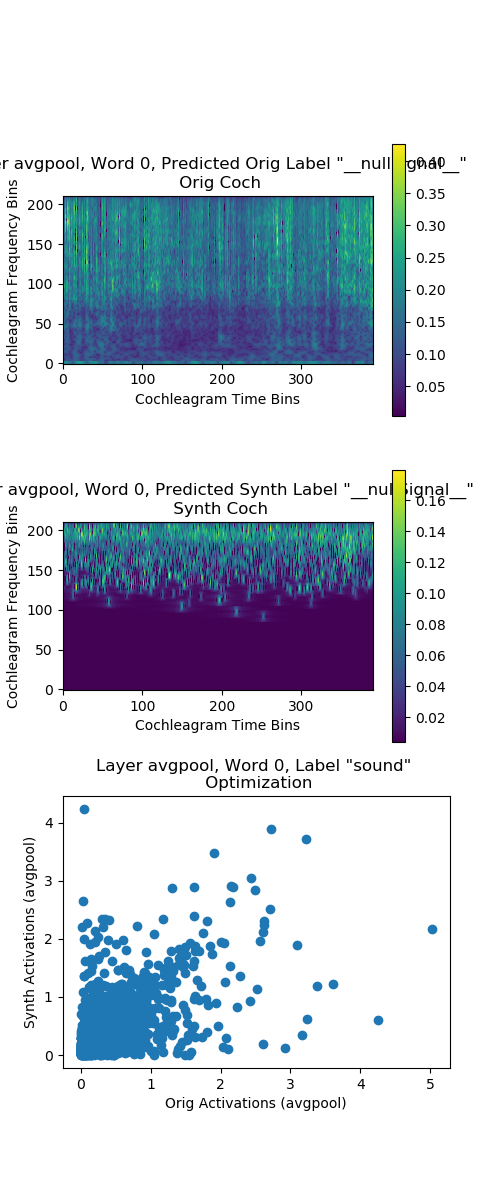 er avgpool, Word 0, Predicted Orig Label "__null_signal__"
Orig Coch
Cochleagram Frequency Bins
200
150
100
50
0
0 100 200 300
Cochleagram Time Bins
0.40
0.35
0.30
0.25
0.20
0.15
0.10
0.05
r avgpool, Word 0, Predicted Synth Label "__null_signal__"
Synth Coch
Cochleagram Frequency Bins
200
150
100
50
0
0 100 200 300
Cochleagram Time Bins
0.16
0.14
0.12
0.10
0.08
0.06
0.04
0.02
Layer avgpool, Word 0, Label "sound"
Optimization
Synth Activations (avgpool)
4
3
2
1
0
0 1 2 3 4 5
Orig Activations (avgpool)